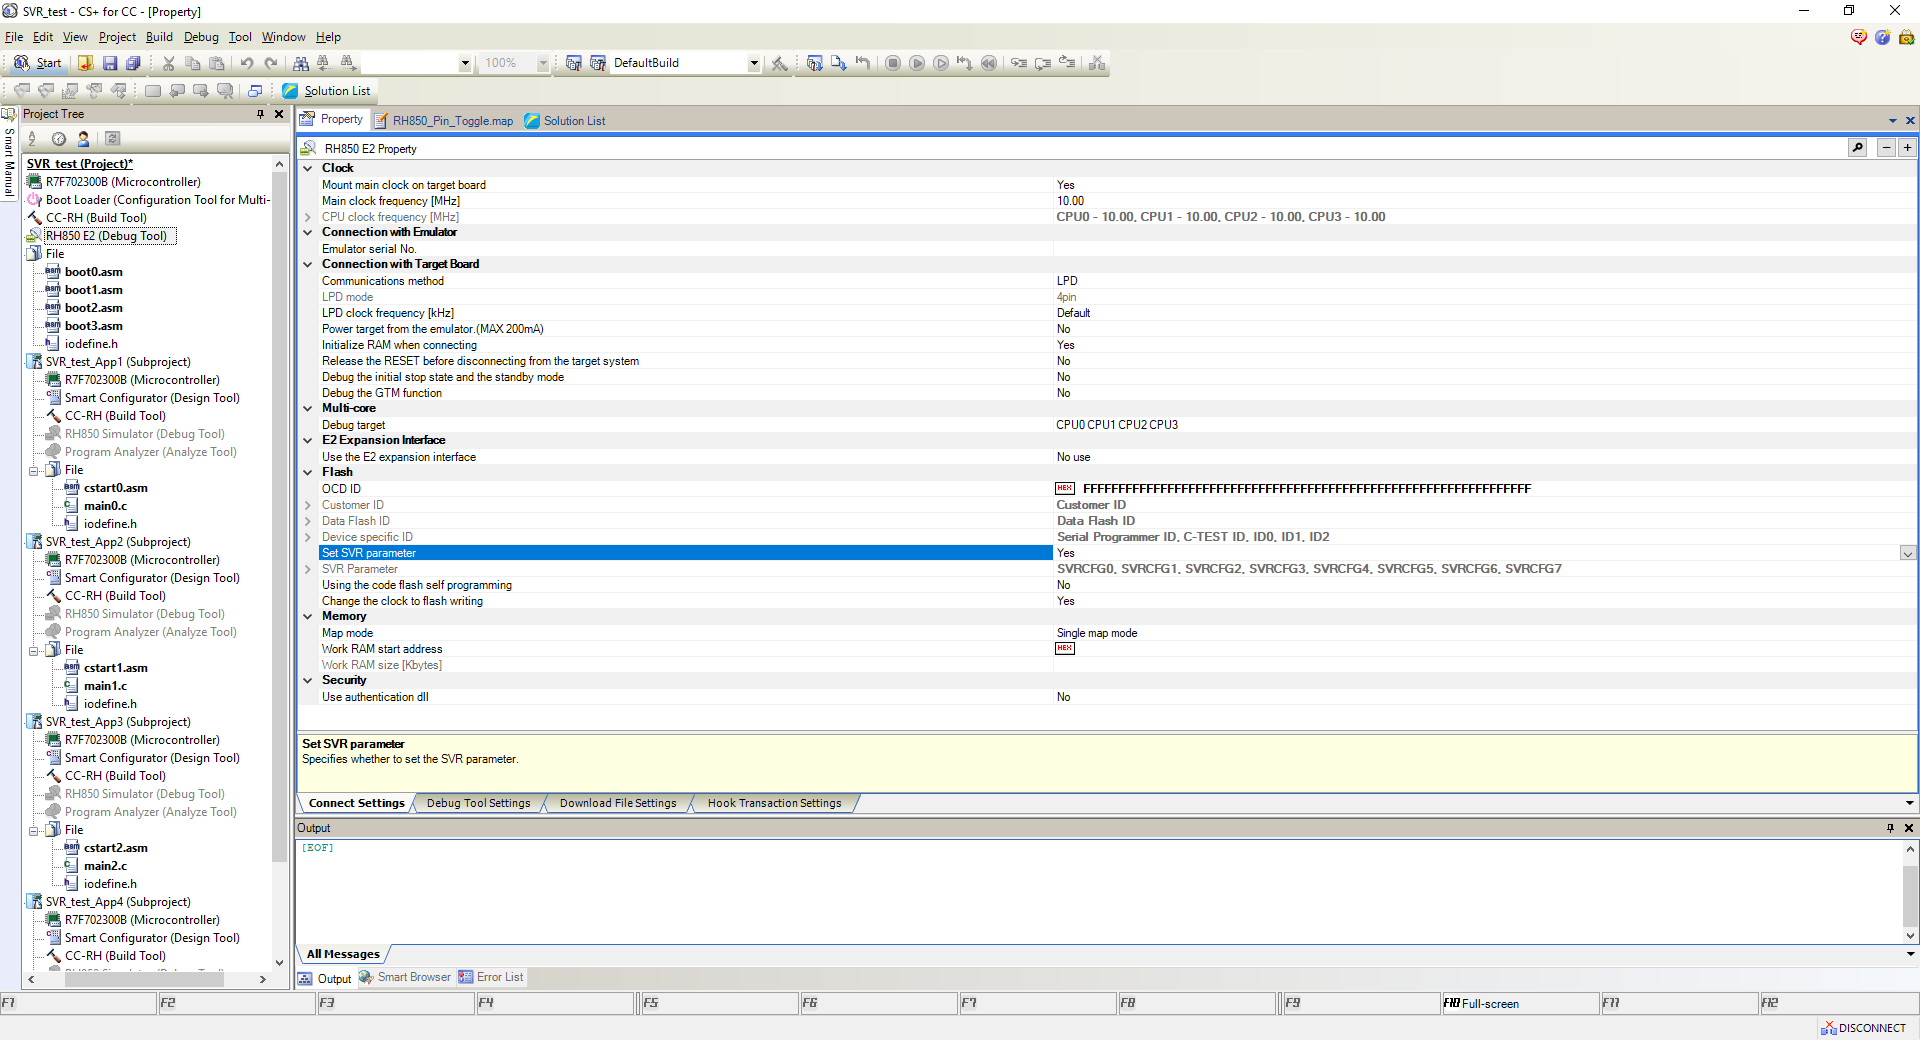 SVR_test - CS+ for CC - [Property]
File Edit View Project Build Debug Tool Window Help
Start 100% DefaultBuild
Solution List
Smart Manual
Project Tree
SVR_test (Project)*
R7F702300B (Microcontroller)
Boot Loader (Configuration Tool for Multi-
CC-RH (Build Tool)
RH850 E2 (Debug Tool)
File
boot0.asm
boot1.asm
boot2.asm
boot3.asm
iodefine.h
SVR_test_App1 (Subproject)
R7F702300B (Microcontroller)
Smart Configurator (Design Tool)
CC-RH (Build Tool)
RH850 Simulator (Debug Tool)
Program Analyzer (Analyze Tool)
File
cstart0.asm
main0.c
iodefine.h
SVR_test_App2 (Subproject)
R7F702300B (Microcontroller)
Smart Configurator (Design Tool)
CC-RH (Build Tool)
RH850 Simulator (Debug Tool)
Program Analyzer (Analyze Tool)
File
cstart1.asm
main1.c
iodefine.h
SVR_test_App3 (Subproject)
R7F702300B (Microcontroller)
Smart Configurator (Design Tool)
CC-RH (Build Tool)
RH850 Simulator (Debug Tool)
Program Analyzer (Analyze Tool)
File
cstart2.asm
main2.c
iodefine.h
SVR_test_App4 (Subproject)
R7F702300B (Microcontroller)
Smart Configurator (Design Tool)
CC-RH (Build Tool)
Property RH850_Pin_Toggle.map Solution List
RH850 E2 Property
Clock
Mount main clock on target board Yes
Main clock frequency [MHz] 10.00
CPU clock frequency [MHz] CPU0 - 10.00, CPU1 - 10.00, CPU2 - 10.00, CPU3 - 10.00
Connection with Emulator
Emulator serial No.
Connection with Target Board
Communications method LPD
LPD mode 4pin
LPD clock frequency [kHz] Default
Power target from the emulator.(MAX 200mA) No
Initialize RAM when connecting Yes
Release the RESET before disconnecting from the target system No
Debug the initial stop state and the standby mode No
Debug the GTM function No
Multi-core
Debug target CPU0 CPU1 CPU2 CPU3
E2 Expansion Interface
Use the E2 expansion interface No use
Flash
OCD ID HEX FFFFFFFFFFFFFFFFFFFFFFFFFFFFFFFFFFFFFFFFFFFFFFFFFFFFFFFFFFFFFFFF
Customer ID Customer ID
Data Flash ID Data Flash ID
Device specific ID Serial Programmer ID, C-TEST ID, ID0, ID1, ID2
Set SVR parameter Yes
SVR Parameter SVRCFG0, SVRCFG1, SVRCFG2, SVRCFG3, SVRCFG4, SVRCFG5, SVRCFG6, SVRCFG7
Using the code flash self programming No
Change the clock to flash writing Yes
Memory
Map mode Single map mode
Work RAM start address HEX
Work RAM size [Kbytes]
Security
Use authentication dll No
Set SVR parameter
Specifies whether to set the SVR parameter.
Connect Settings Debug Tool Settings Download File Settings Hook Transaction Settings
Output
[EOF]
All Messages
Output Smart Browser Error List
F1 F2 F3 F4 F5 F6 F7 F8 F9 F10 Full-screen F11 F12
DISCONNECT